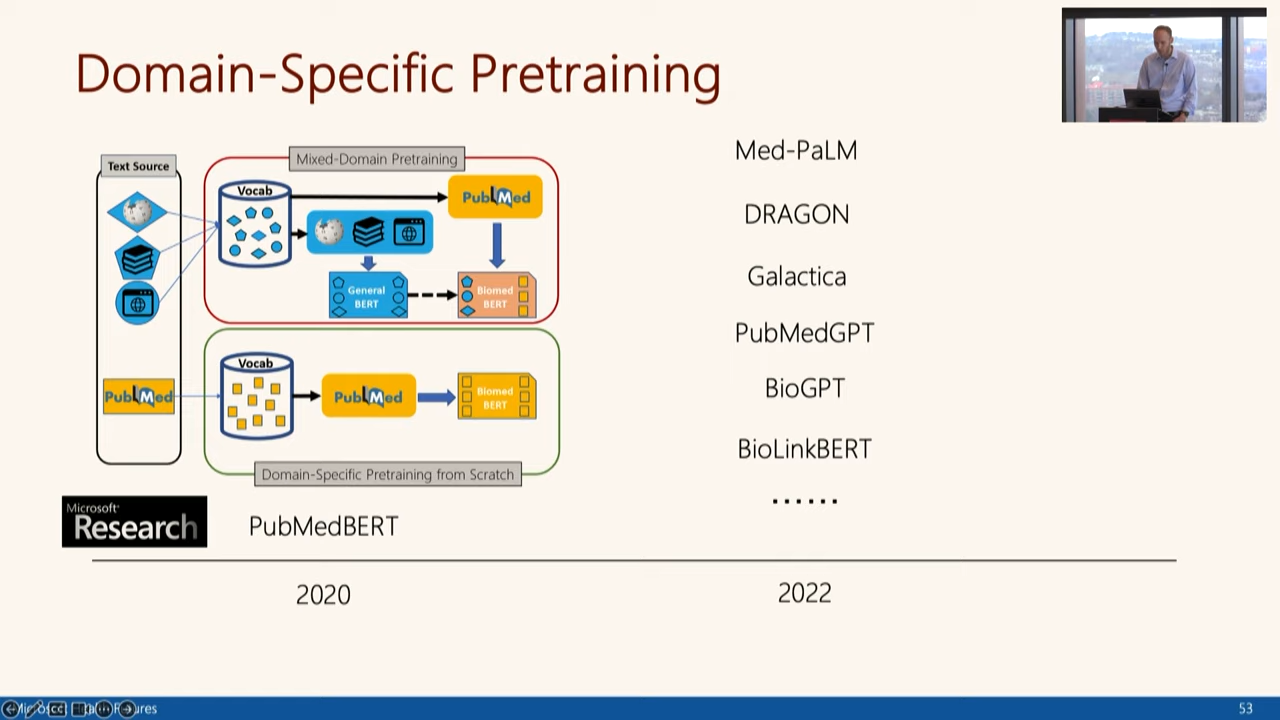 Domain-Specific Pretraining
Text Source
Mixed-Domain Pretraining
Vocab
PubMed
General
BERT
Biomed
BERT
PubMed
Vocab
PubMed
Biomed
BERT
Domain-Specific Pretraining from Scratch
Microsoft
Research
PubMedBERT
2020
Med-PaLM
DRAGON
Galactica
PubMedGPT
BioGPT
BioLinkBERT
......
2022
53